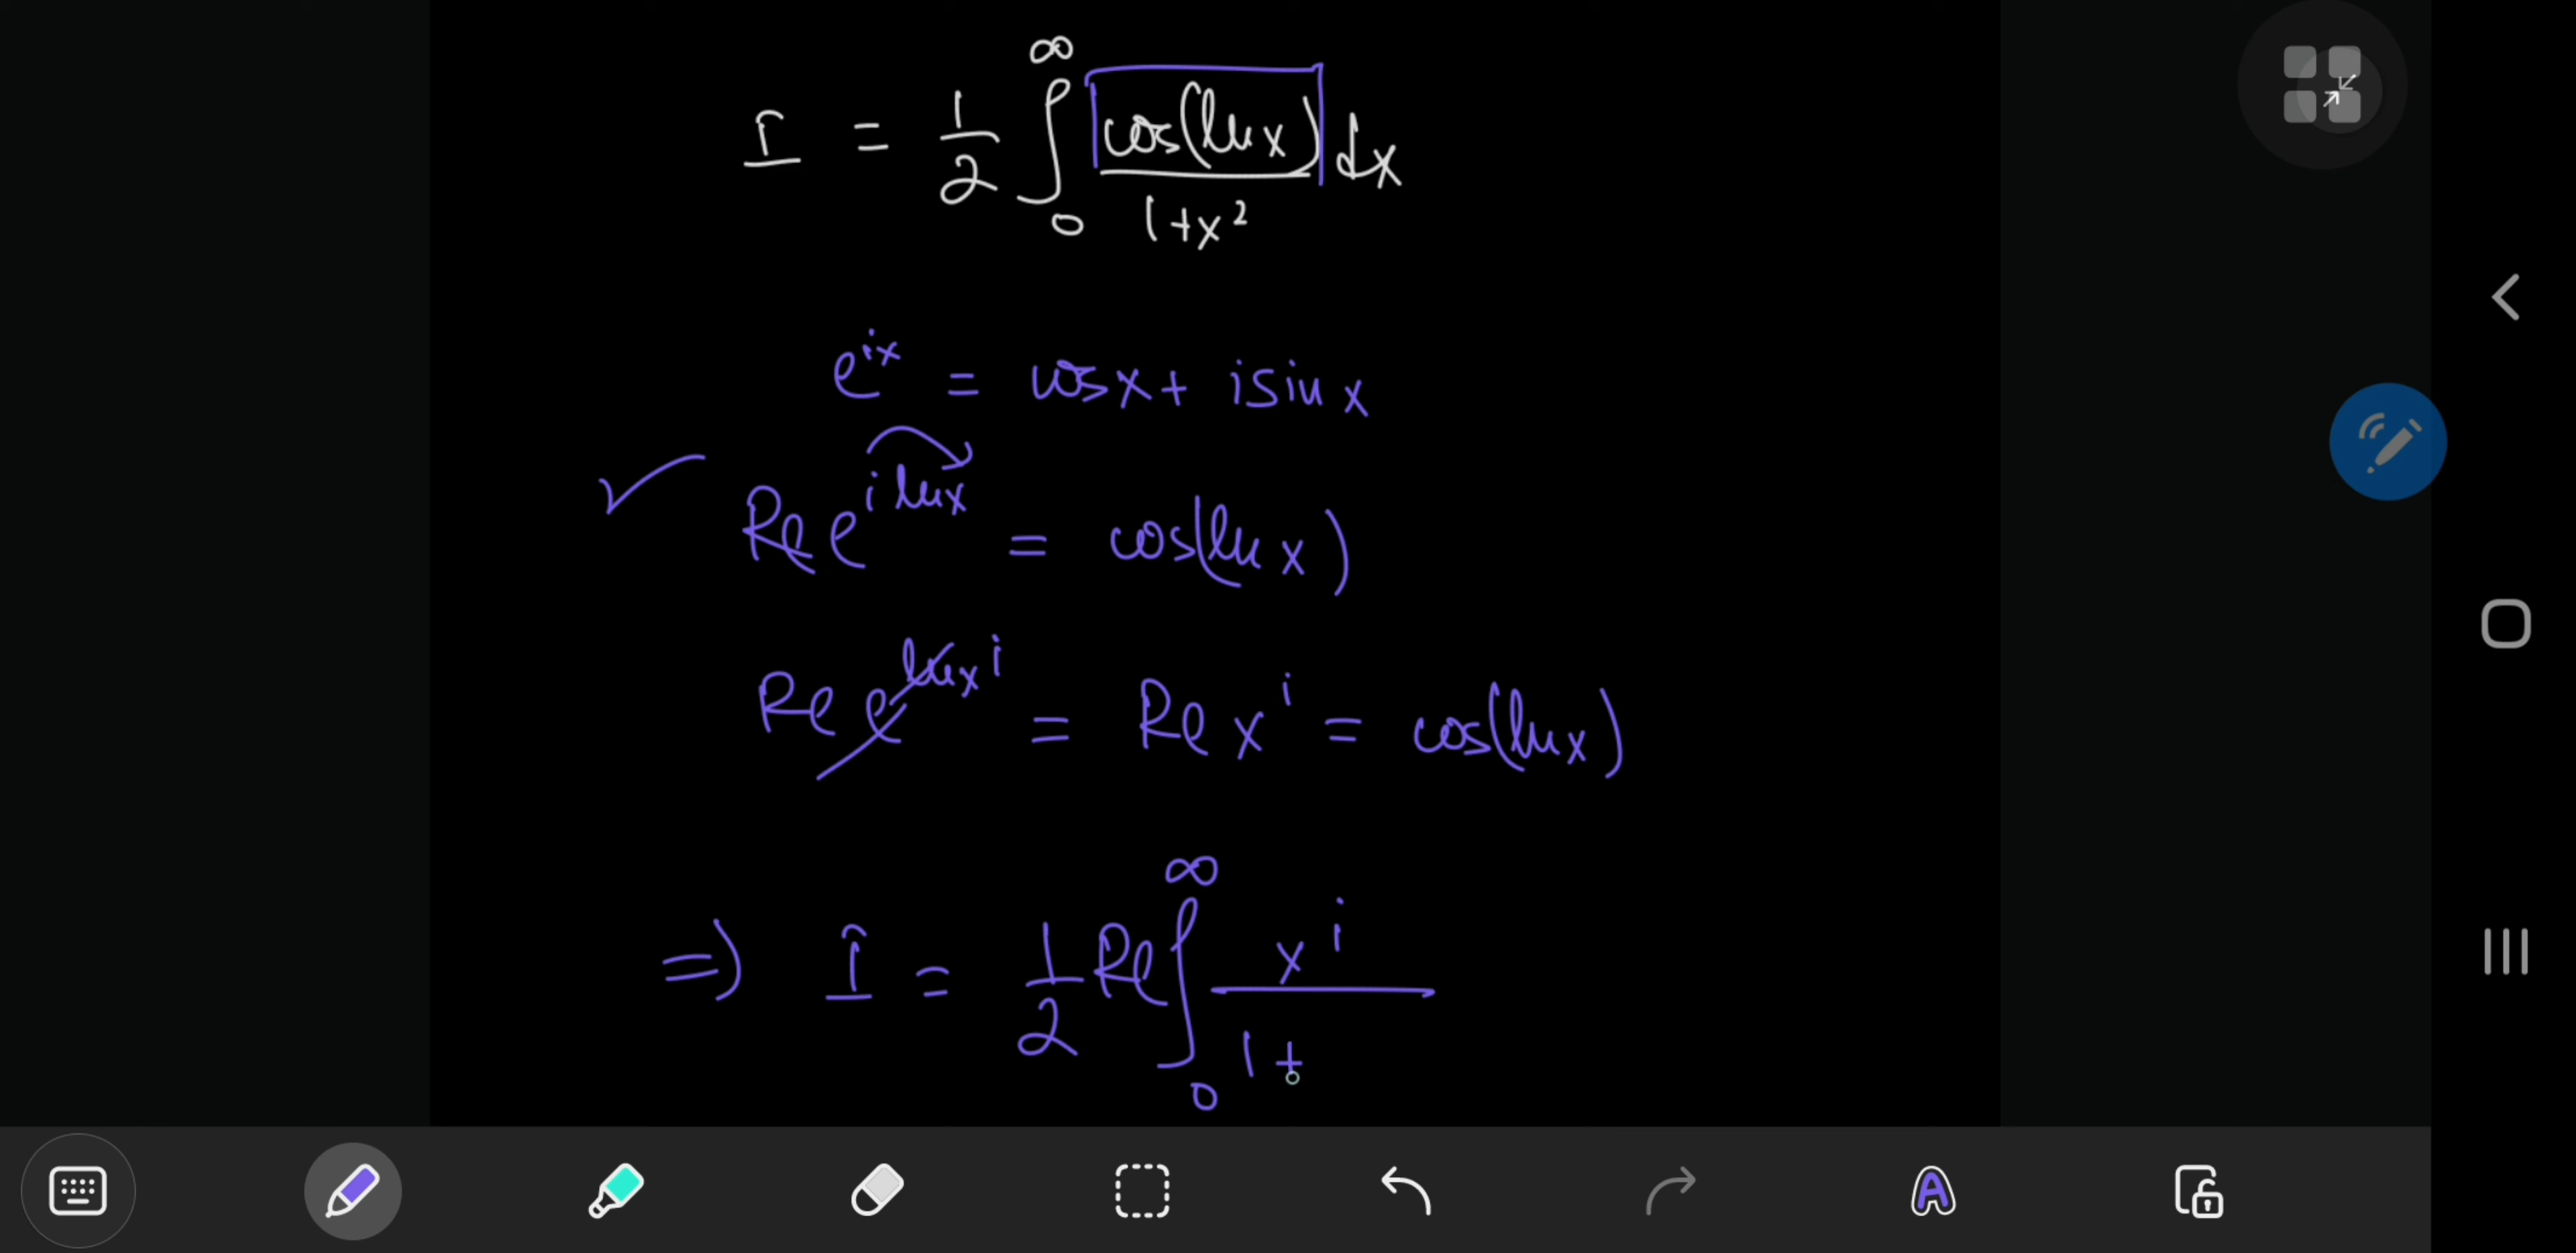 I = 1/2 ∫₀^∞ cos(ln x)/(1+x²) dx
e^{ix} = cos x + i sin x
✓ Re e^{i ln x} = cos(ln x)
Re e^{ln x i} = Re x^i = cos(ln x)
⇒ I = 1/2 Re ∫₀^∞ x^i/(1+
A